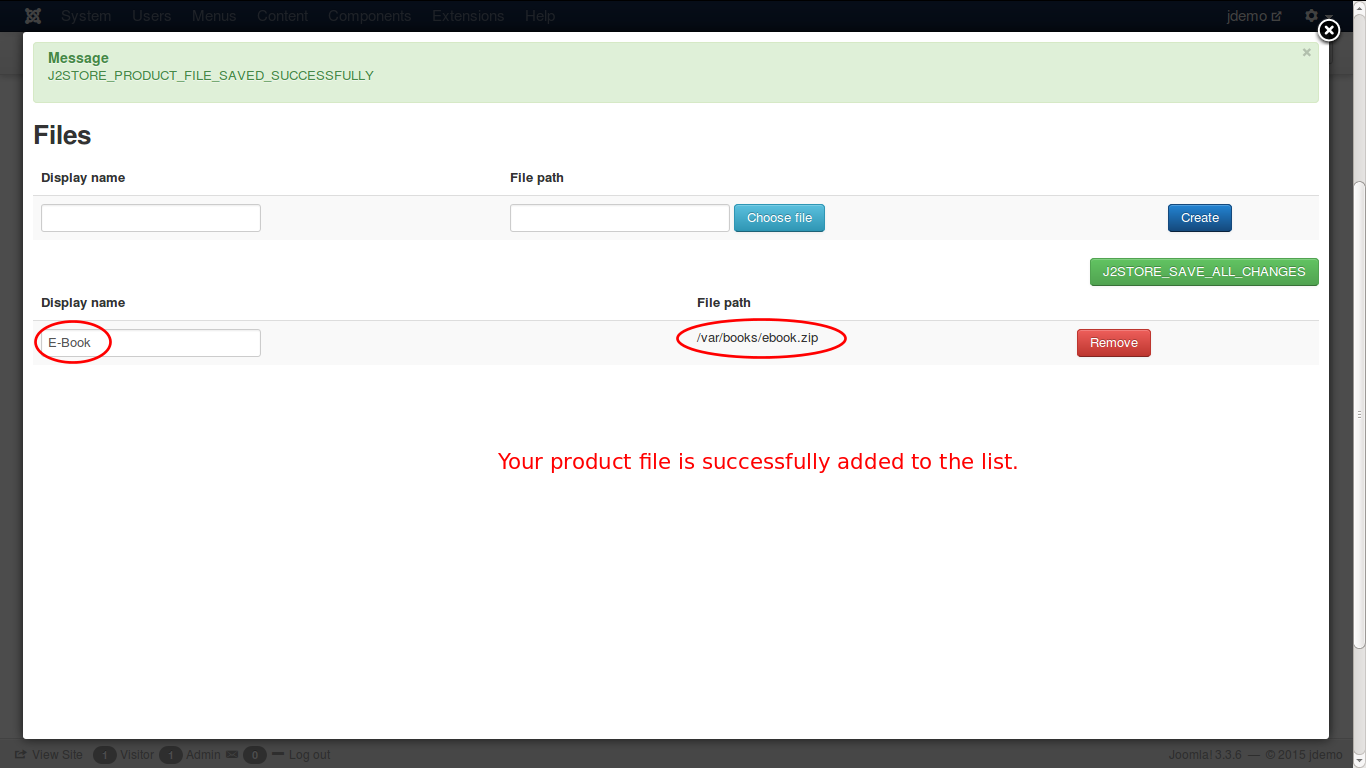 System Users Menus Content Components Extensions Help jdemo
Message
×
J2STORE_PRODUCT_FILE_SAVED_SUCCESSFULLY
Files
Display name File path
Choose file Create
J2STORE_SAVE_ALL_CHANGES
Display name File path
E-Book /var/books/ebook.zip Remove
Your product file is successfully added to the list.
View Site 1 Visitor 1 Admin 0 Log out Joomla! 3.3.6 — © 2015 jdemo